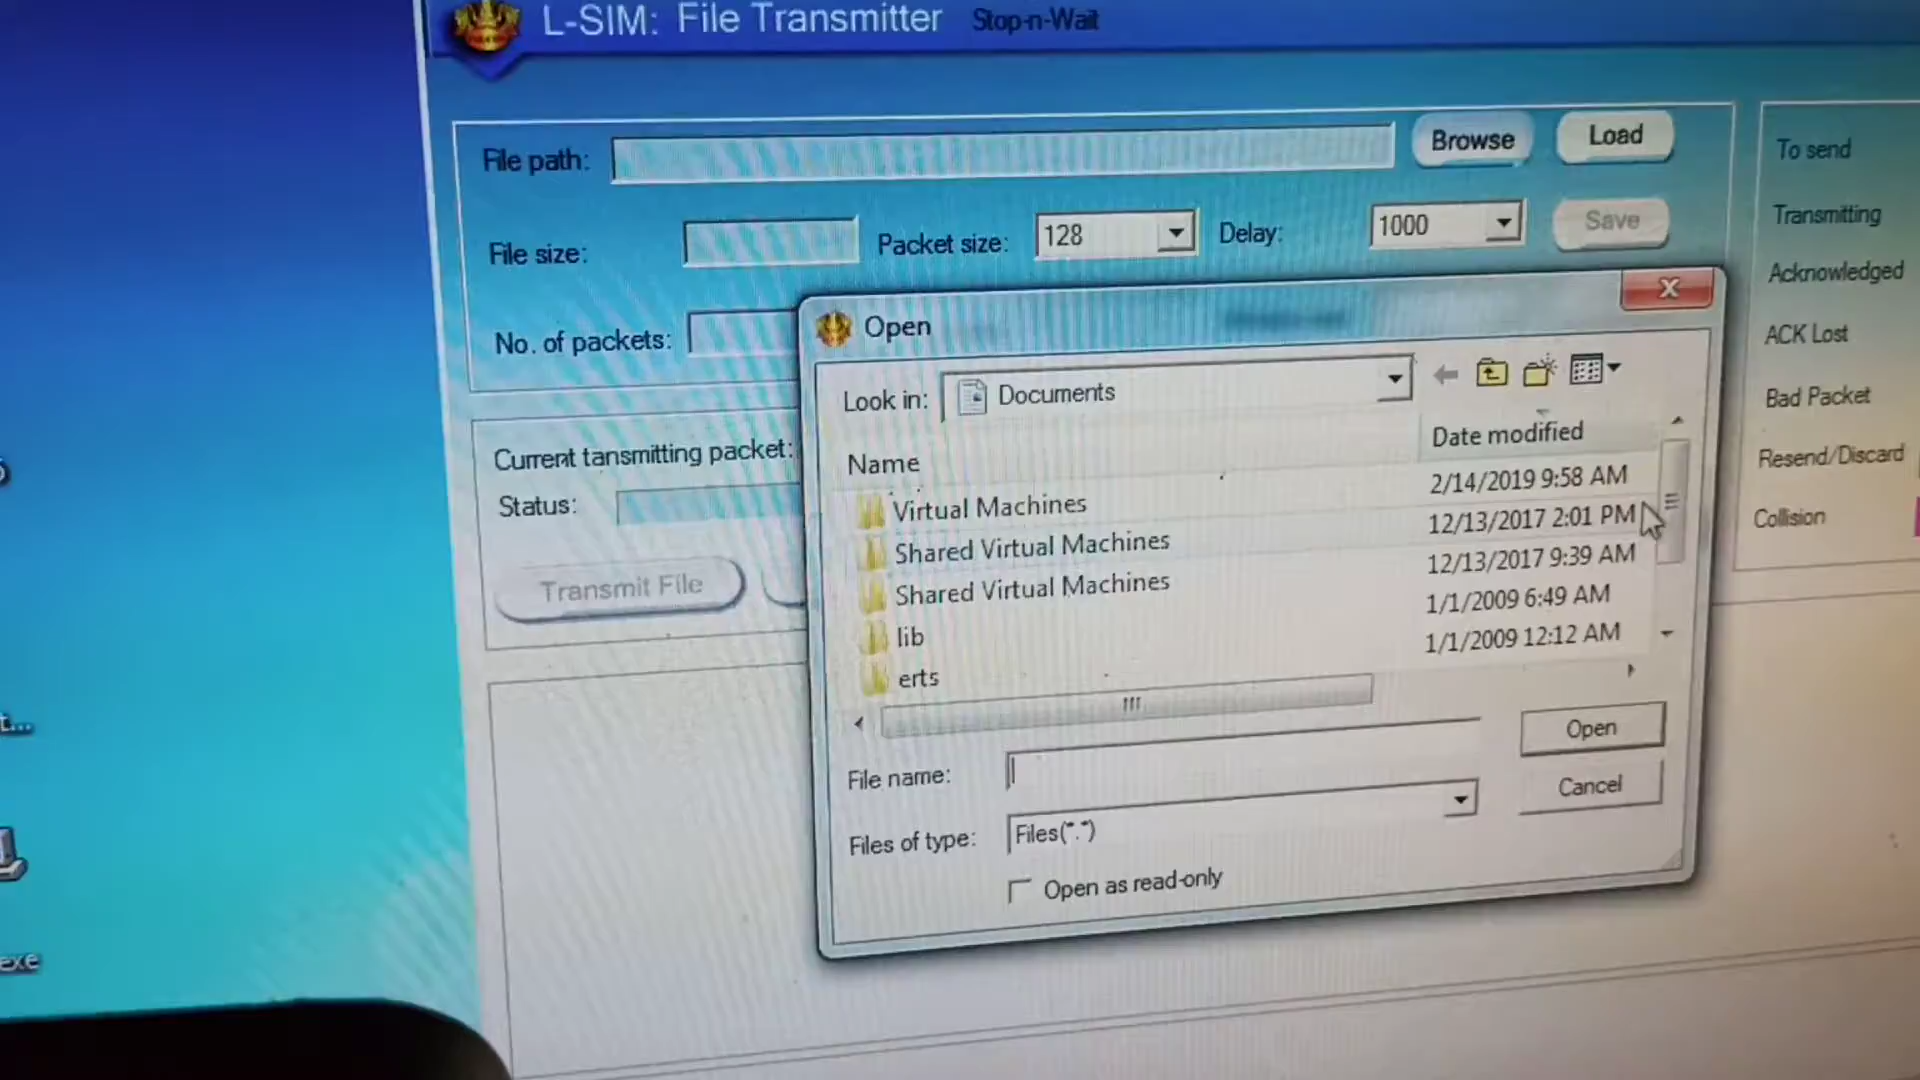 L-SIM: File Transmitter Stop-n-Wait
File path: Browse Load
File size: Packet size: 128 Delay: 1000 Save
No. of packets:
Current tansmitting packet:
Status:
Transmit File
To send
Transmitting
Acknowledged
ACK Lost
Bad Packet
Resend/Discard
Collision
Open
X
Look in: Documents
Name Date modified
Virtual Machines 2/14/2019 9:58 AM
Shared Virtual Machines 12/13/2017 2:01 PM
Shared Virtual Machines 12/13/2017 9:39 AM
lib 1/1/2009 6:49 AM
erts 1/1/2009 12:12 AM
File name: Open
Files of type: Files(*.*) Cancel
Open as read-only
t...
exe